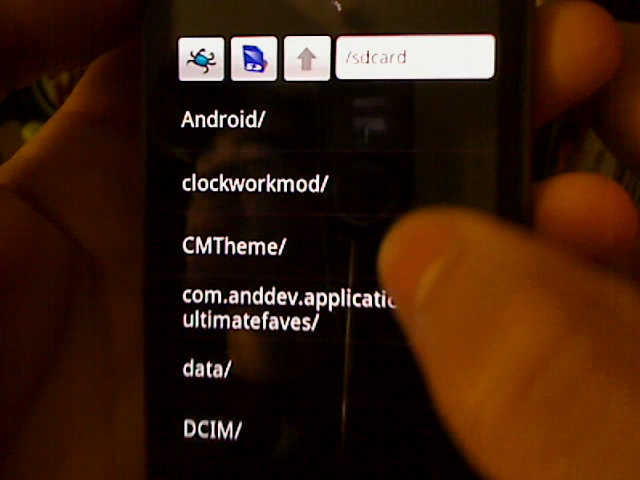 /sdcard
Android/
clockworkmod/
CMTheme/
com.anddev.applicatio
ultimatefaves/
data/
DCIM/